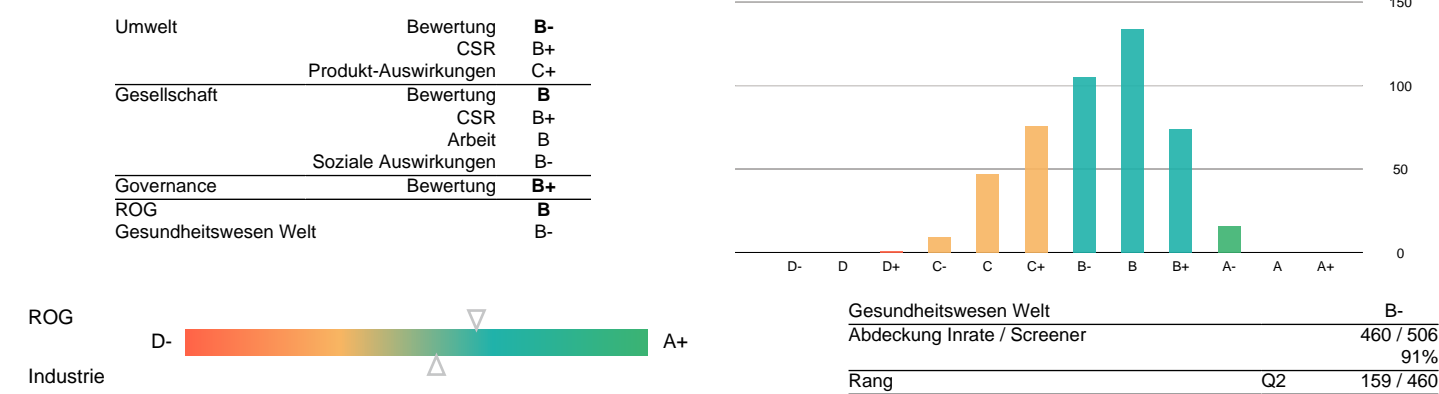 Umwelt Bewertung B-
CSR B+
Produkt-Auswirkungen C+
Gesellschaft Bewertung B
CSR B+
Arbeit B
Soziale Auswirkungen B-
Governance Bewertung B+
ROG B
Gesundheitswesen Welt B-
150
100
50
0
D- D D+ C- C C+ B- B B+ A- A A+
ROG
D- A+
Industrie
Gesundheitswesen Welt B-
Abdeckung Inrate / Screener 460 / 506
91%
Rang Q2 159 / 460